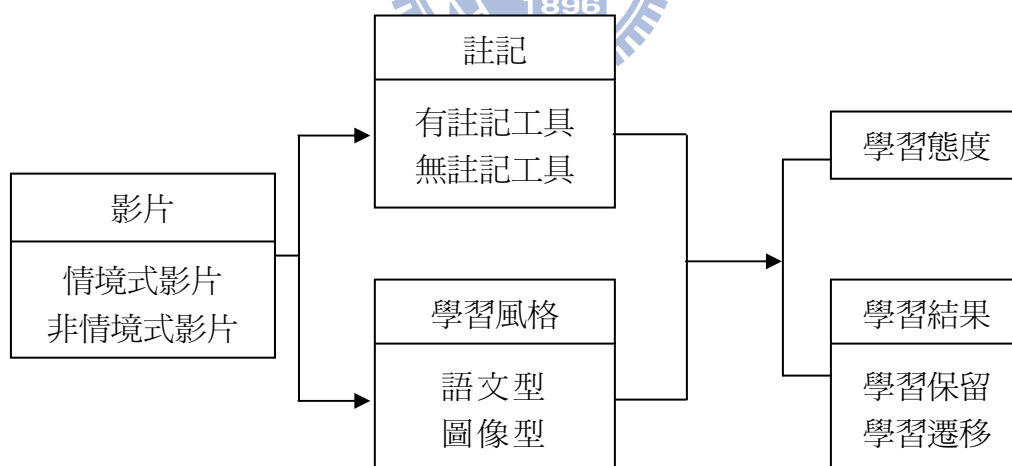 1896
註記
有註記工具
無註記工具
學習態度
影片
情境式影片
非情境式影片
學習風格
語文型
圖像型
學習結果
學習保留
學習遷移